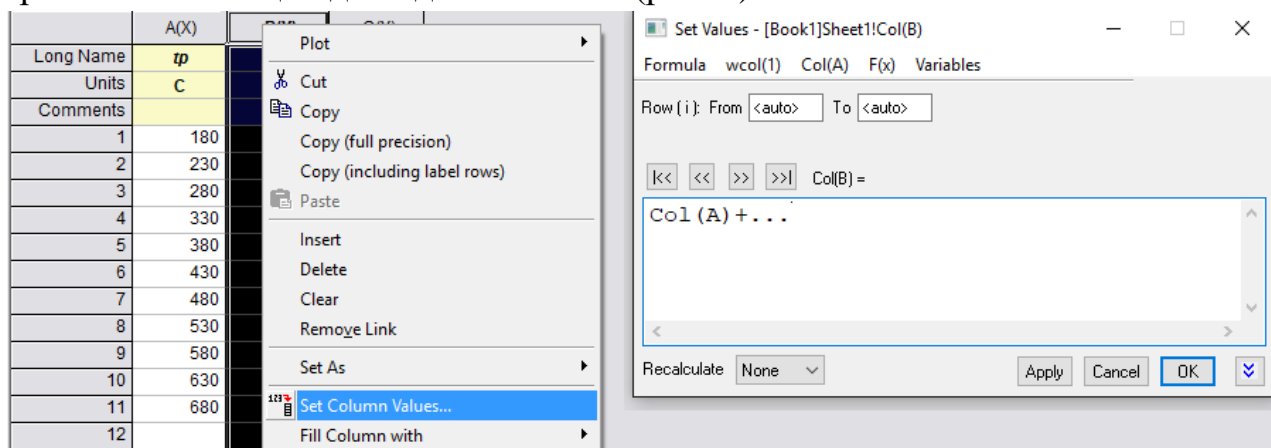 A(X)
Long Name tp
Units C
Comments
1 180
2 230
3 280
4 330
5 380
6 430
7 480
8 530
9 580
10 630
11 680
12
Plot
Cut
Copy
Copy (full precision)
Copy (including label rows)
Paste
Insert
Delete
Clear
Remove Link
Set As
Set Column Values...
Fill Column with
Set Values - [Book1]Sheet1!Col(B)
Formula wcol(1) Col(A) F(x) Variables
Row ( i ): From <auto> To <auto>
|<< << >> >>| Col(B) =
Col(A)+...
Recalculate None Apply Cancel OK